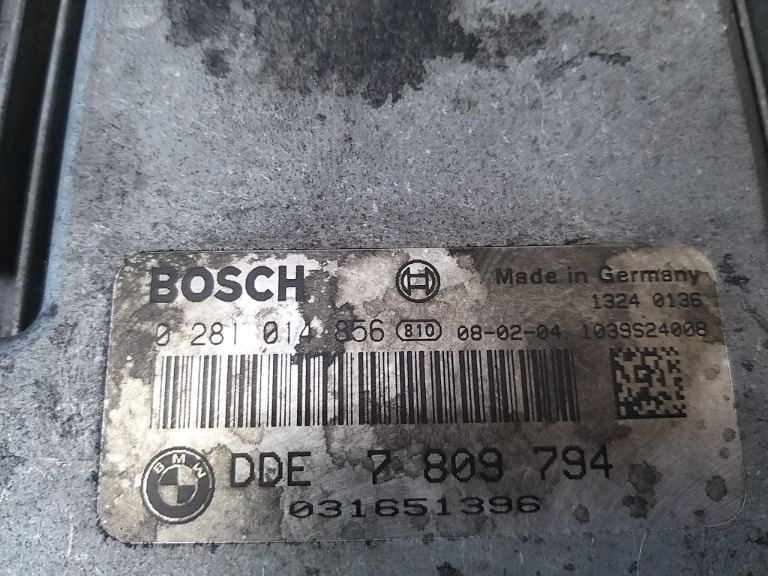 BOSCH Made in Germany
1324 0136
0 281 014 856 810 08-02-04 1039S24008
BMW DDE 7 809 794
031651396